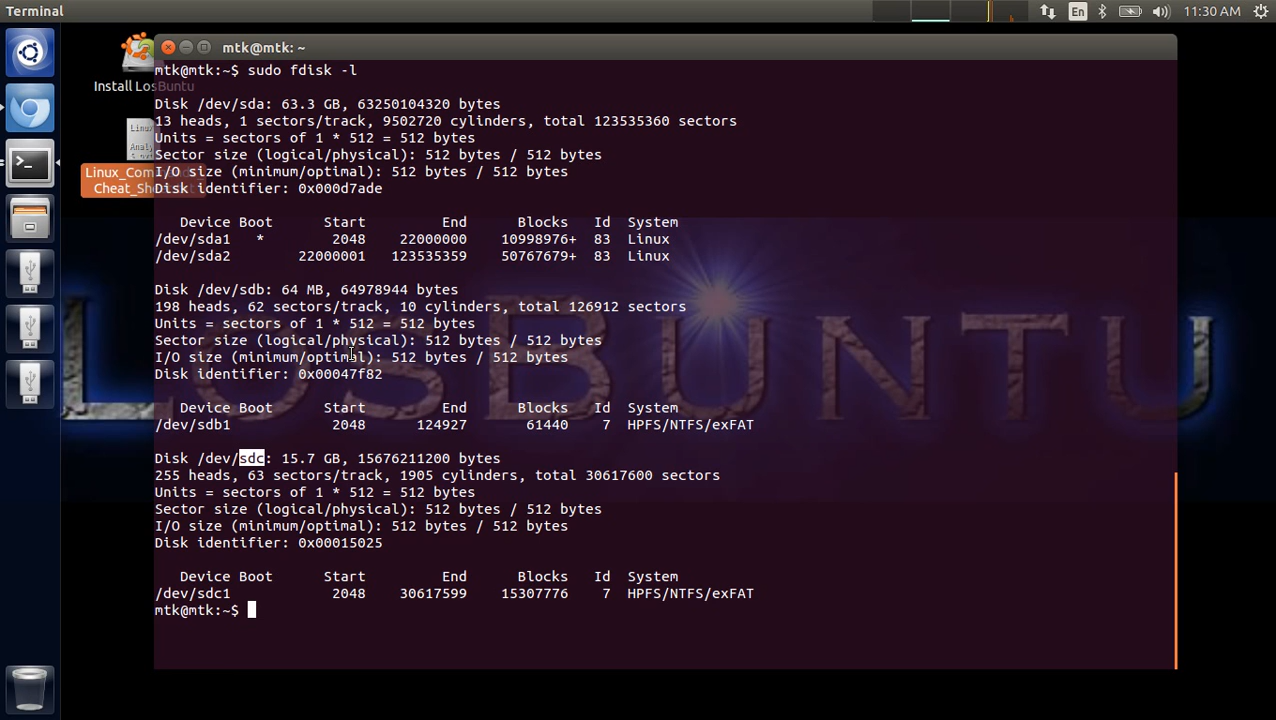 Terminal
En
11:30 AM
Install LosBuntu
Linux
Linux_Com
Cheat_Sh
mtk@mtk: ~
mtk@mtk:~$ sudo fdisk -l
Disk /dev/sda: 63.3 GB, 63250104320 bytes
13 heads, 1 sectors/track, 9502720 cylinders, total 123535360 sectors
Units = sectors of 1 * 512 = 512 bytes
Sector size (logical/physical): 512 bytes / 512 bytes
I/O size (minimum/optimal): 512 bytes / 512 bytes
Disk identifier: 0x000d7ade
Device Boot Start End Blocks Id System
/dev/sda1 * 2048 22000000 10998976+ 83 Linux
/dev/sda2 22000001 123535359 50767679+ 83 Linux
Disk /dev/sdb: 64 MB, 64978944 bytes
198 heads, 62 sectors/track, 10 cylinders, total 126912 sectors
Units = sectors of 1 * 512 = 512 bytes
Sector size (logical/physical): 512 bytes / 512 bytes
I/O size (minimum/optimal): 512 bytes / 512 bytes
Disk identifier: 0x00047f82
Device Boot Start End Blocks Id System
/dev/sdb1 2048 124927 61440 7 HPFS/NTFS/exFAT
Disk /dev/sdc: 15.7 GB, 15676211200 bytes
255 heads, 63 sectors/track, 1905 cylinders, total 30617600 sectors
Units = sectors of 1 * 512 = 512 bytes
Sector size (logical/physical): 512 bytes / 512 bytes
I/O size (minimum/optimal): 512 bytes / 512 bytes
Disk identifier: 0x00015025
Device Boot Start End Blocks Id System
/dev/sdc1 2048 30617599 15307776 7 HPFS/NTFS/exFAT
mtk@mtk:~$
LOSBUNTU